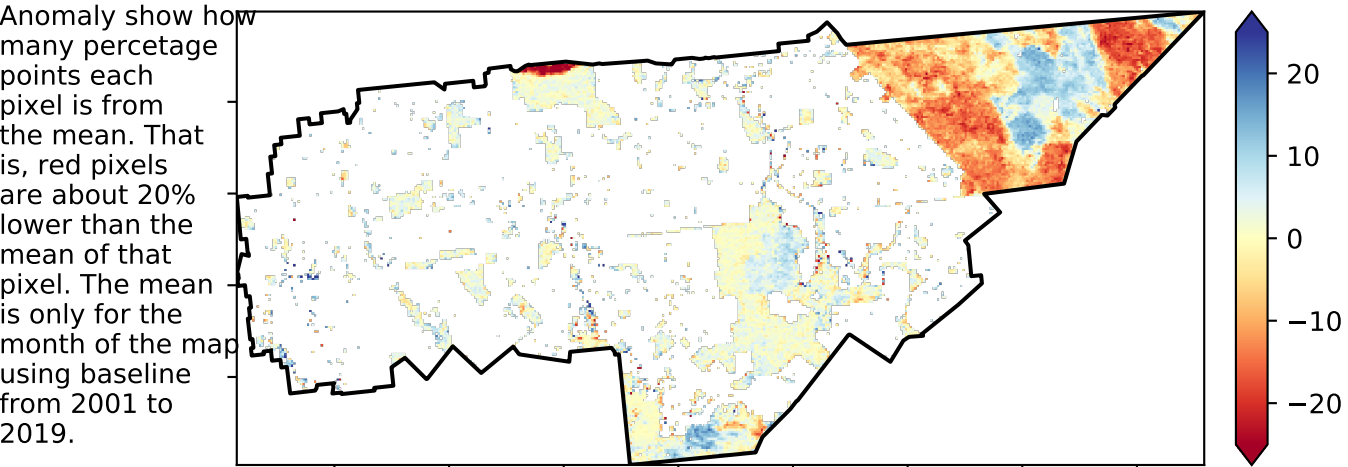 Anomaly show how
many percetage
points each
pixel is from
the mean. That
is, red pixels
are about 20%
lower than the
mean of that
pixel. The mean
is only for the
month of the map
using baseline
from 2001 to
2019.
20
10
0
−10
−20